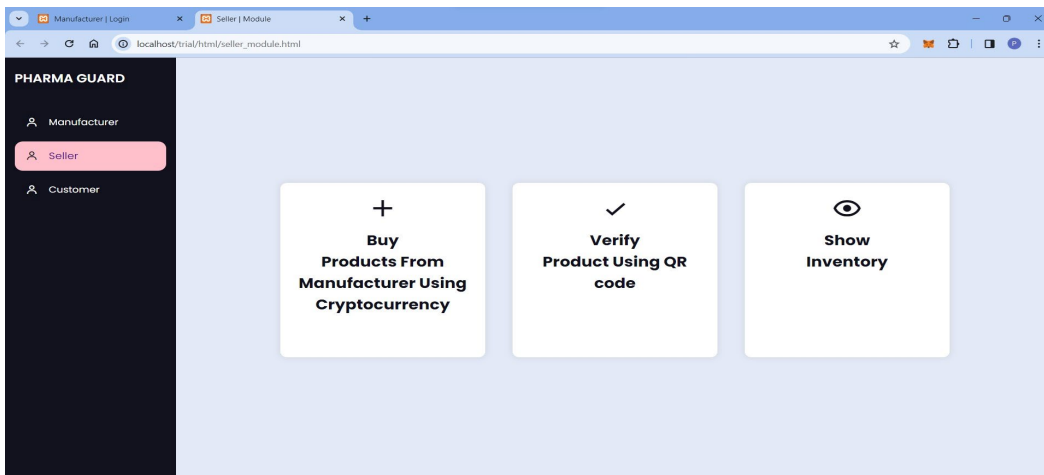 Manufacturer | Login
Seller | Module
localhost/trial/html/seller_module.html
P
PHARMA GUARD
Manufacturer
Seller
Customer
Buy
Products From
Manufacturer Using
Cryptocurrency
Verify
Product Using QR
code
Show
Inventory